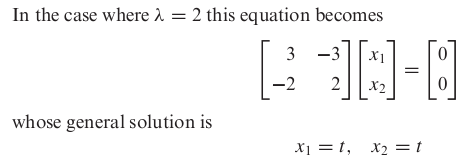 In the case where λ = 2 this equation becomes
[ 3 −3 ] [x₁] = [0]
[ −2 2 ] [x₂] [0]
whose general solution is
x₁ = t, x₂ = t